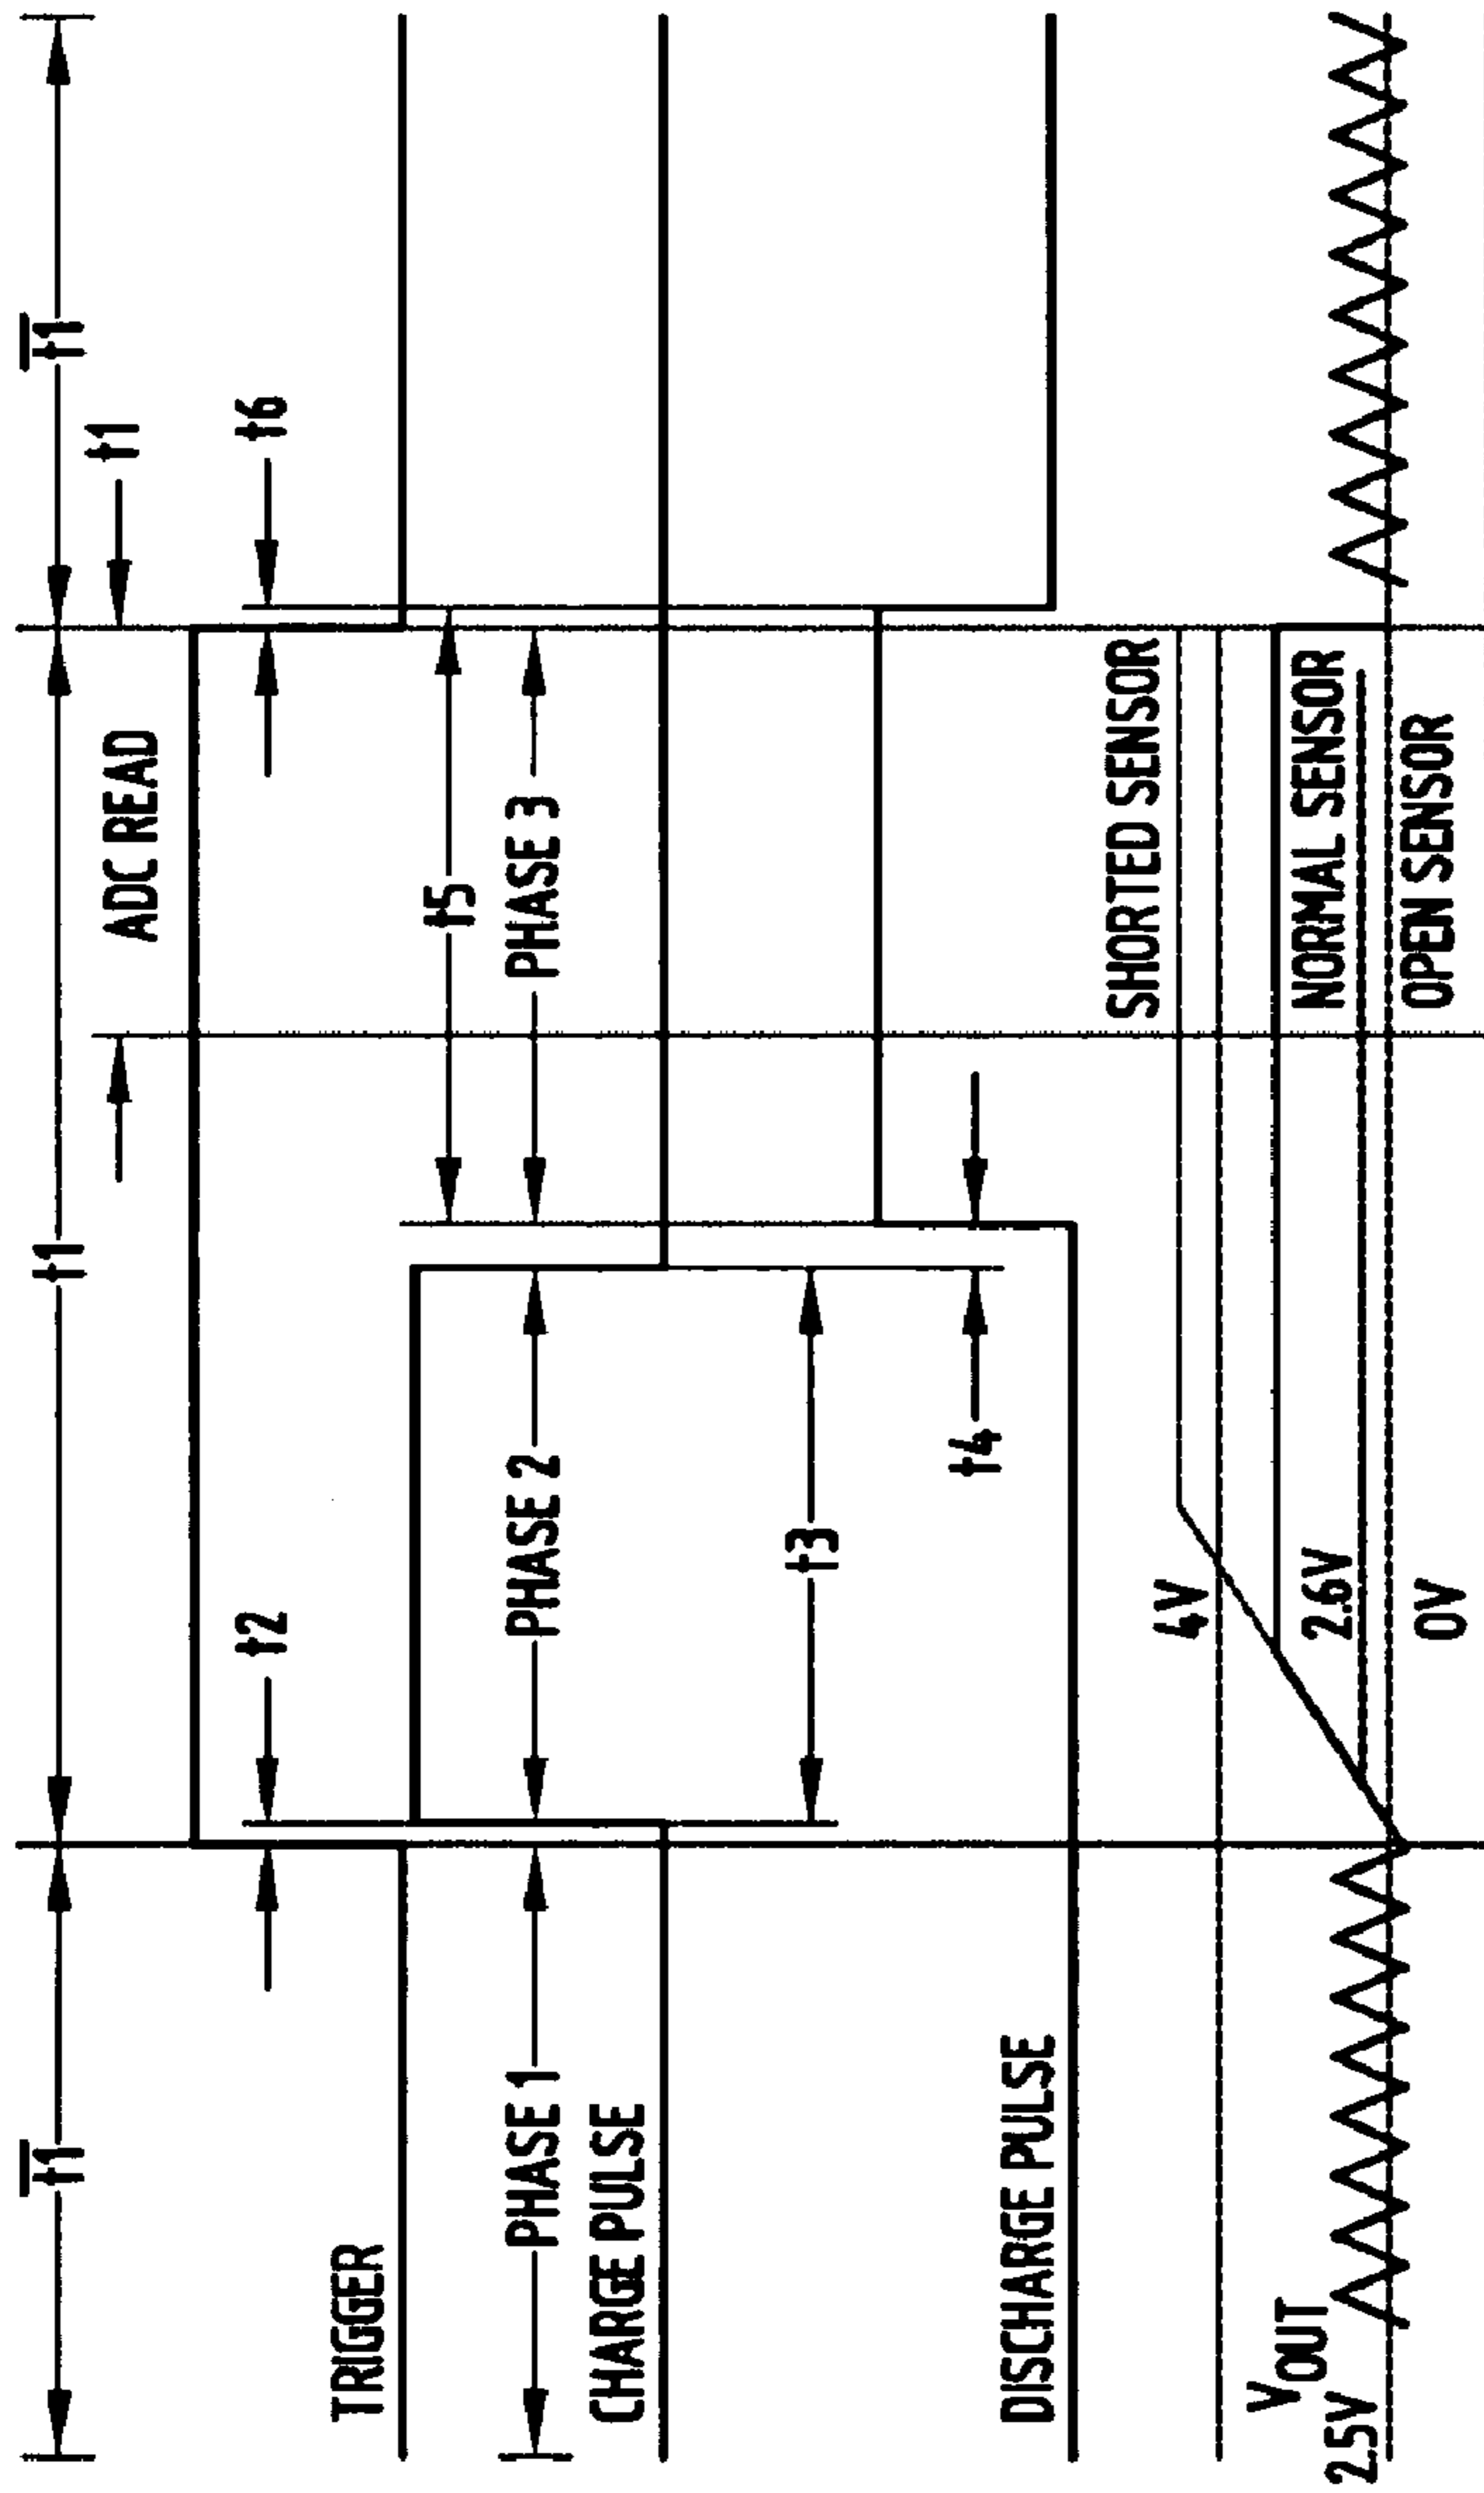 t1
t1
t1
ADC READ
t1
TRIGGER
t2
t6
t5
PHASE 1
PHASE 2
PHASE 3
CHARGE PULSE
t3
DISCHARGE PULSE
t4
SHORTED SENSOR
4V
VOUT
NORMAL SENSOR
2.6V
2.5V
OPEN SENSOR
0V